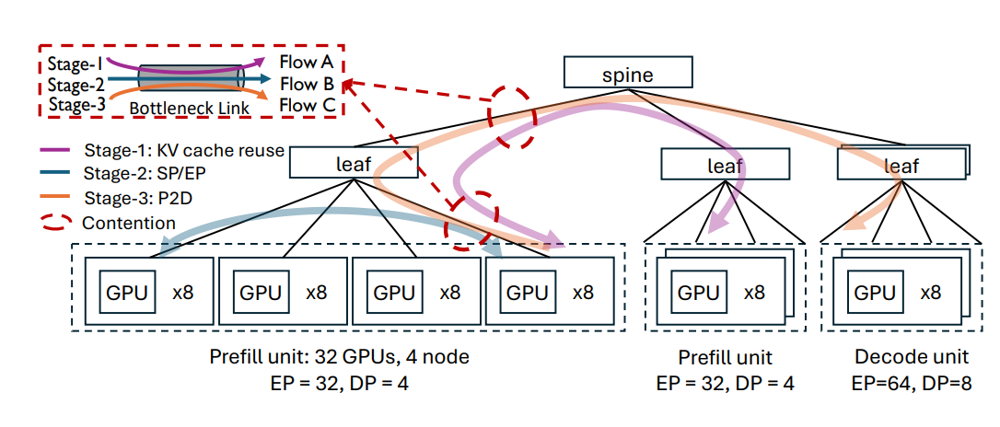 Stage-1
Flow A
Stage-2
Flow B
Stage-3
Flow C
Bottleneck Link
spine
Stage-1: KV cache reuse
Stage-2: SP/EP
Stage-3: P2D
Contention
leaf
leaf
leaf
GPU x8
GPU x8
GPU x8
GPU x8
GPU x8
GPU x8
Prefill unit: 32 GPUs, 4 node
EP = 32, DP = 4
Prefill unit
EP = 32, DP = 4
Decode unit
EP=64, DP=8